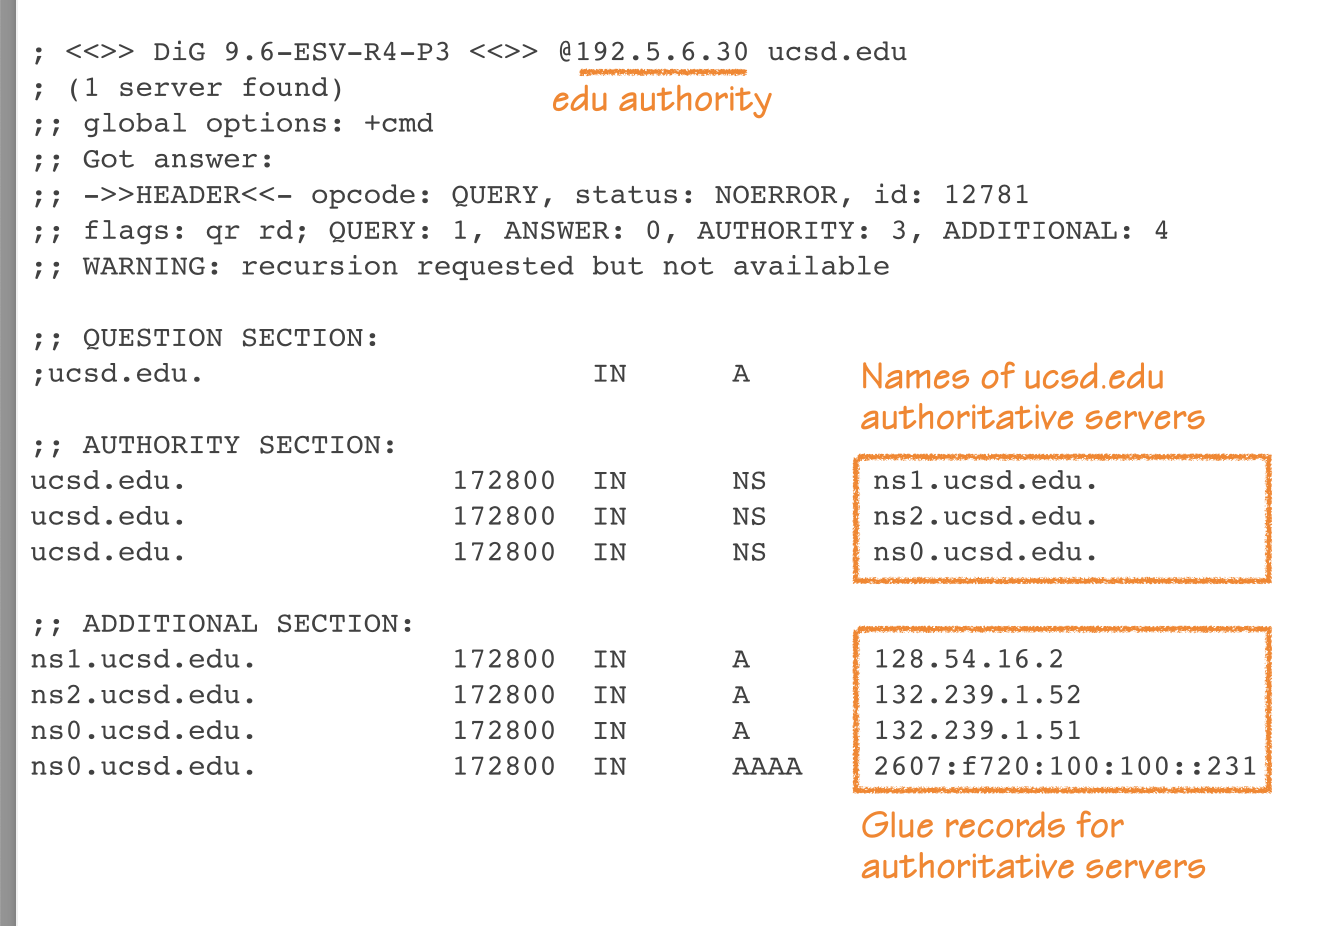 ; <<>> DiG 9.6-ESV-R4-P3 <<>> @192.5.6.30 ucsd.edu
; (1 server found)
edu authority
;; global options: +cmd
;; Got answer:
;; ->>HEADER<<- opcode: QUERY, status: NOERROR, id: 12781
;; flags: qr rd; QUERY: 1, ANSWER: 0, AUTHORITY: 3, ADDITIONAL: 4
;; WARNING: recursion requested but not available
;; QUESTION SECTION:
;ucsd.edu. IN A
Names of ucsd.edu
authoritative servers
;; AUTHORITY SECTION:
ucsd.edu. 172800 IN NS ns1.ucsd.edu.
ucsd.edu. 172800 IN NS ns2.ucsd.edu.
ucsd.edu. 172800 IN NS ns0.ucsd.edu.
;; ADDITIONAL SECTION:
ns1.ucsd.edu. 172800 IN A 128.54.16.2
ns2.ucsd.edu. 172800 IN A 132.239.1.52
ns0.ucsd.edu. 172800 IN A 132.239.1.51
ns0.ucsd.edu. 172800 IN AAAA 2607:f720:100:100::231
Glue records for
authoritative servers